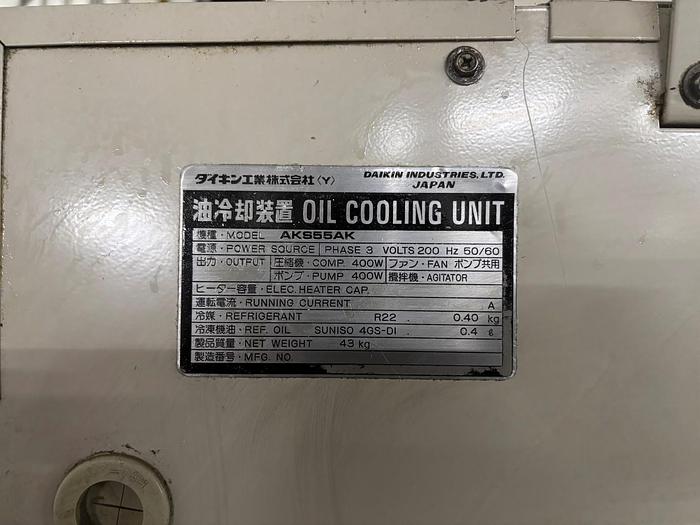 ダイキン工業株式会社〈Y〉 DAIKIN INDUSTRIES, LTD.
JAPAN
油冷却装置 OIL COOLING UNIT
機種・MODEL AKS55AK
電源・POWER SOURCE PHASE 3 VOLTS 200 Hz 50/60
出力・OUTPUT 圧縮機・COMP. 400W ファン・FAN ポンプ共用
ポンプ・PUMP 400W 攪拌機・AGITATOR
ヒーター容量・ELEC. HEATER CAP.
運転電流・RUNNING CURRENT A
冷媒・REFRIGERANT R22 0.40 kg
冷凍機油・REF. OIL SUNISO 4GS-DI 0.4 ℓ
製品質量・NET WEIGHT 43 kg
製造番号・MFG. NO.